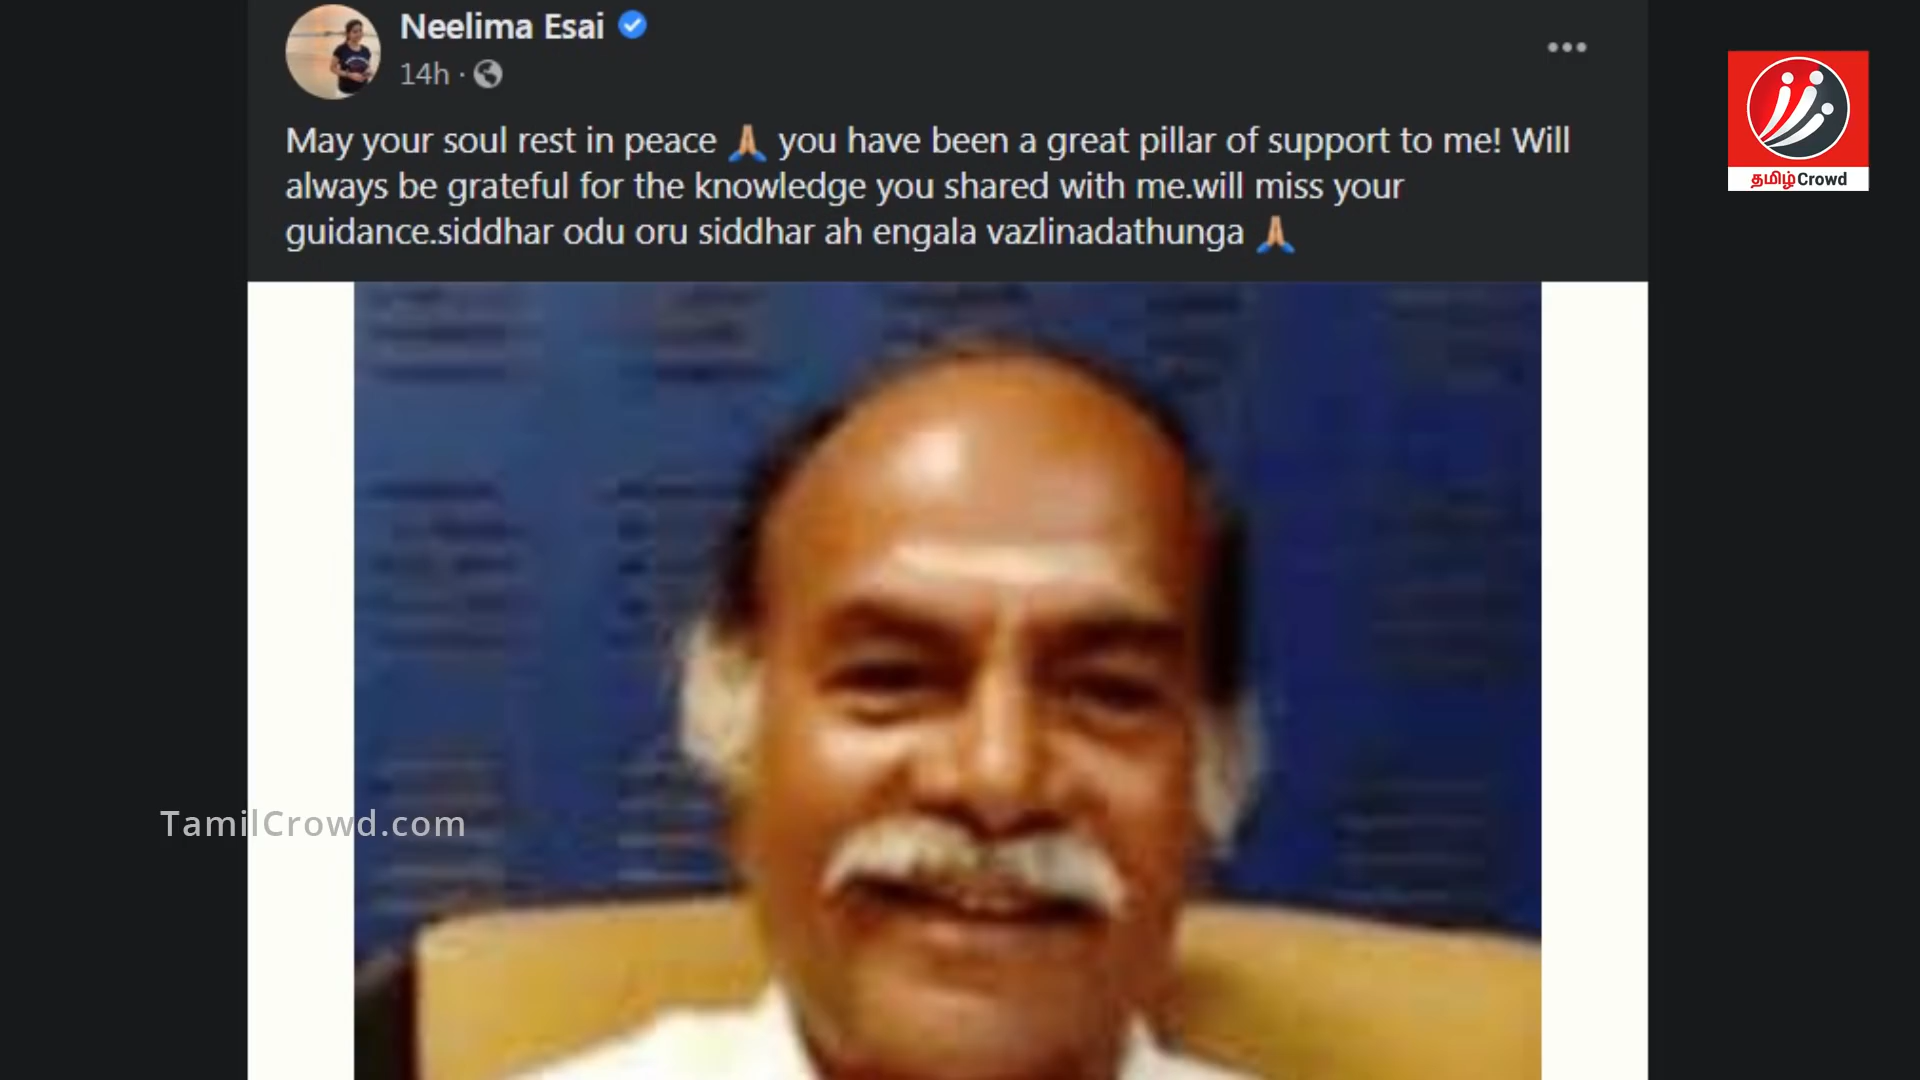 Neelima Esai
14h ·
May your soul rest in peace 🙏🏽 you have been a great pillar of support to me! Will
always be grateful for the knowledge you shared with me.will miss your
guidance.siddhar odu oru siddhar ah engala vazlinadathunga 🙏🏽
தமிழ்Crowd
TamilCrowd.com